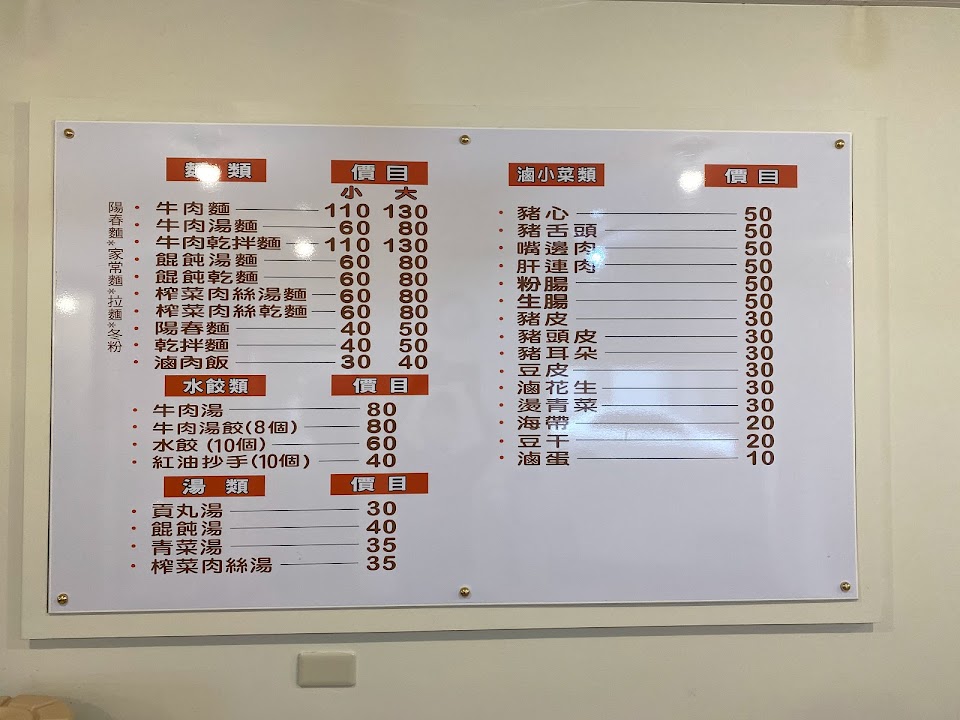 麵類 價目
小 大
牛肉麵 110 130
牛肉湯麵 60 80
牛肉乾拌麵 110 130
餛飩湯麵 60 80
餛飩乾麵 60 80
榨菜肉絲湯麵 60 80
榨菜肉絲乾麵 60 80
陽春麵 40 50
乾拌麵 40 50
滷肉飯 30 40
陽春麵*家常麵*拉麵*冬粉
水餃類 價目
牛肉湯 80
牛肉湯餃(8個) 80
水餃(10個) 60
紅油抄手(10個) 40
湯類 價目
貢丸湯 30
餛飩湯 40
青菜湯 35
榨菜肉絲湯 35
滷小菜類 價目
豬心 50
豬舌頭 50
嘴邊肉 50
肝連肉 50
粉腸 50
生腸 50
豬皮 30
豬頭皮 30
豬耳朵 30
豆皮 30
滷花生 30
燙青菜 30
海帶 20
豆干 20
滷蛋 10